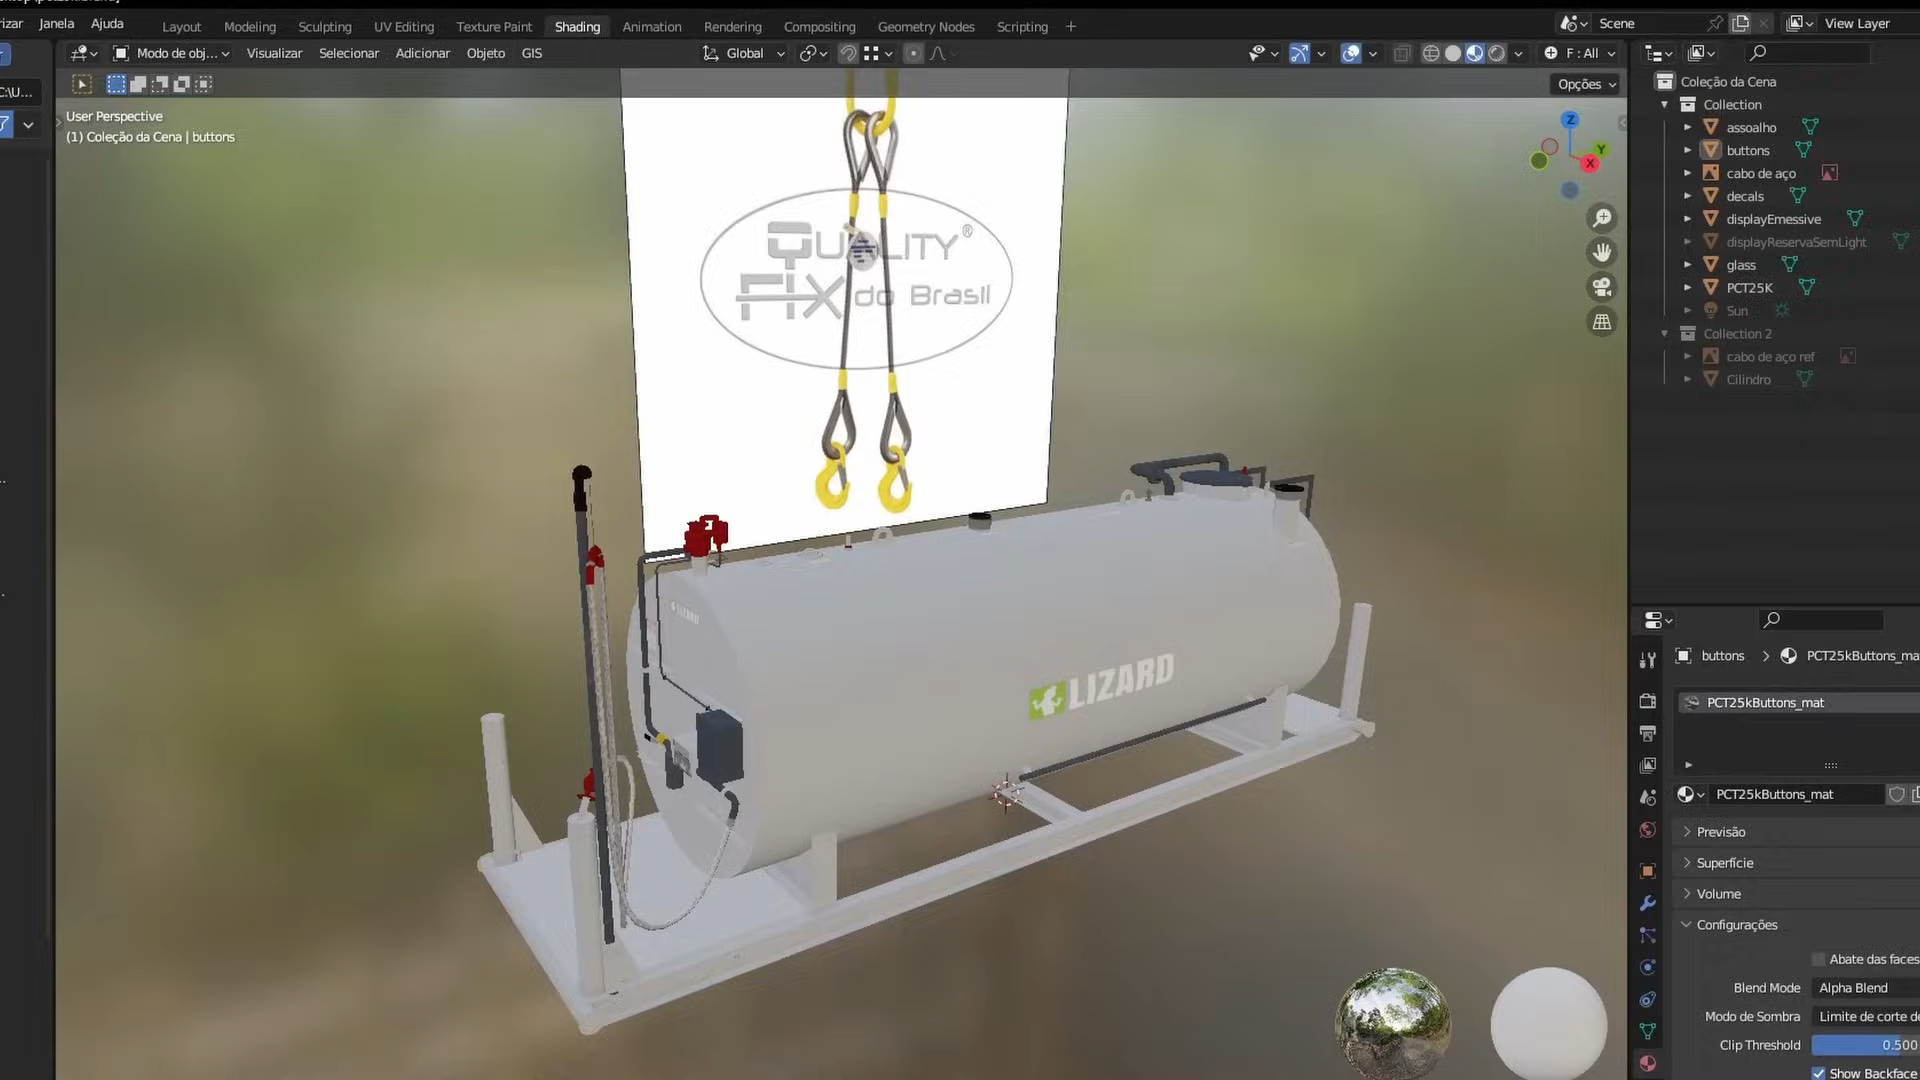 Janela
Ajuda
Layout
Modeling
Sculpting
UV Editing
Texture Paint
Shading
Animation
Rendering
Compositing
Geometry Nodes
Scripting
+
Scene
View Layer
Modo de obj...
Visualizar
Selecionar
Adicionar
Objeto
GIS
Global
F : All
Opções
C:\U...
User Perspective
(1) Coleção da Cena | buttons
Z
Y
X
QUALITY ®
FIX do Brasil
LIZARD
LIZARD
Coleção da Cena
Collection
assoalho
buttons
cabo de aço
decals
displayEmessive
displayReservaSemLight
glass
PCT25K
Sun
Collection 2
cabo de aço ref
Cilindro
buttons > PCT25kButtons_ma
PCT25kButtons_mat
PCT25kButtons_mat
Previsão
Superfície
Volume
Configurações
Abate das faces
Blend Mode Alpha Blend
Modo de Sombra Limite de corte de
Clip Threshold 0.500
Show Backface